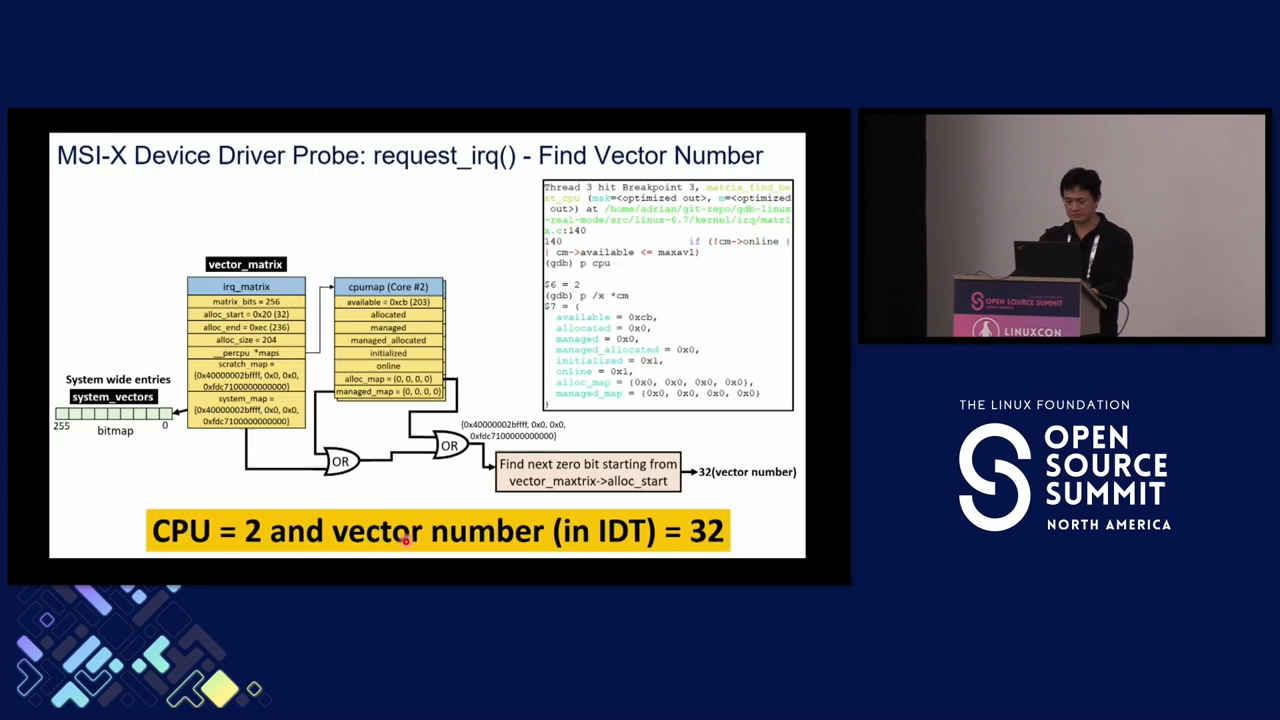 MSI-X Device Driver Probe: request_irq() - Find Vector Number
vector_matrix
irq_matrix
matrix_bits = 256
alloc_start = 0x20 (32)
alloc_end = 0xec (236)
alloc_size = 204
__percpu *maps
scratch_map =
{0x40000002bffff, 0x0, 0x0,
0xfdc7100000000000}
system_map =
{0x40000002bffff, 0x0, 0x0,
0xfdc7100000000000}
cpumap (Core #2)
available = 0xcb (203)
allocated
managed
managed_allocated
initialized
online
alloc_map = {0, 0, 0, 0}
managed_map = {0, 0, 0, 0}
System wide entries
system_vectors
255
0
bitmap
OR
OR
{0x40000002bffff, 0x0, 0x0,
0xfdc7100000000000}
Find next zero bit starting from
vector_maxtrix->alloc_start
32(vector number)
Thread 3 hit Breakpoint 3, matrix_find_be
st_cpu (msk=<optimized out>, m=<optimized
out>) at /home/adrian/git-repo/gdb-linux
-real-mode/src/linux-6.7/kernel/irq/matri
x.c:140
140 if (!cm->online |
| cm->available <= maxavl)
(gdb) p cpu
$6 = 2
(gdb) p /x *cm
$7 = {
available = 0xcb,
allocated = 0x0,
managed = 0x0,
managed_allocated = 0x0,
initialized = 0x1,
online = 0x1,
alloc_map = {0x0, 0x0, 0x0, 0x0},
managed_map = {0x0, 0x0, 0x0, 0x0}
}
CPU = 2 and vector number (in IDT) = 32
OPEN SOURCE SUMMIT
LINUXCON
THE LINUX FOUNDATION
OPEN
SOURCE
SUMMIT
NORTH AMERICA